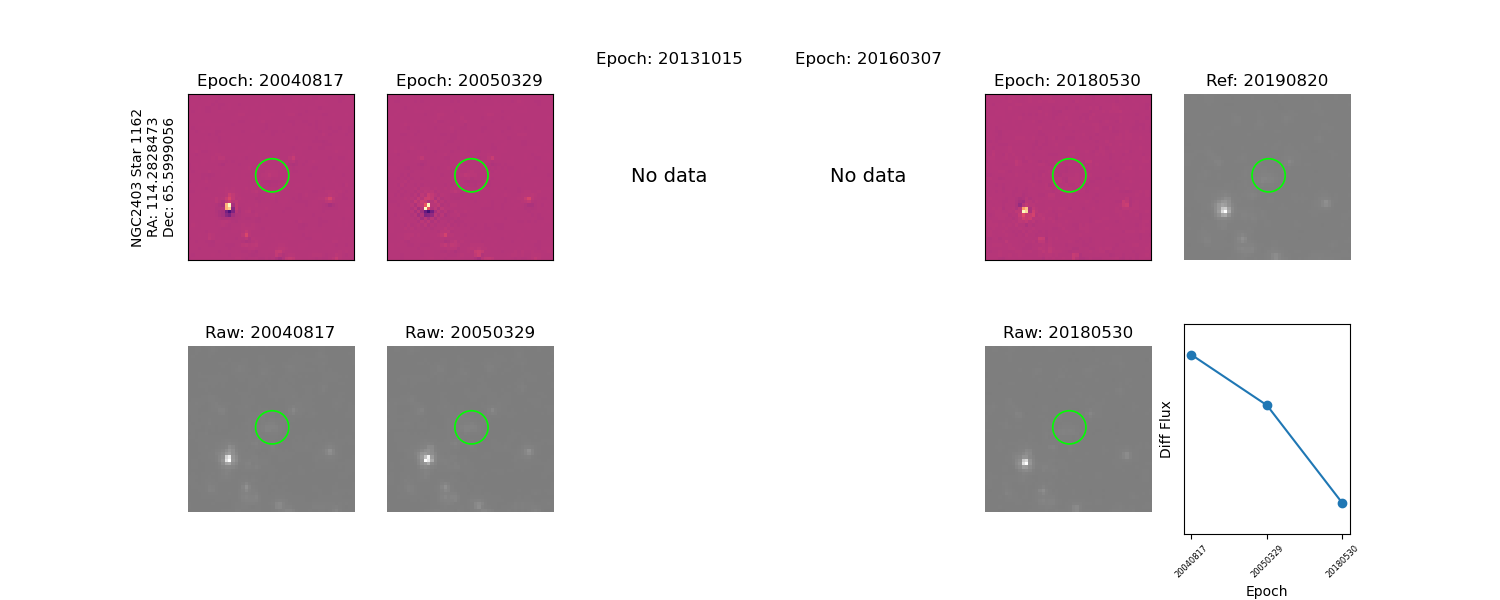 Epoch: 20131015
Epoch: 20160307
Epoch: 20040817
Epoch: 20050329
Epoch: 20180530
Ref: 20190820
NGC2403 Star 1162
RA: 114.2828473
Dec: 65.5999056
No data
No data
Raw: 20040817
Raw: 20050329
Raw: 20180530
Diff Flux
20040817
20050329
20180530
Epoch